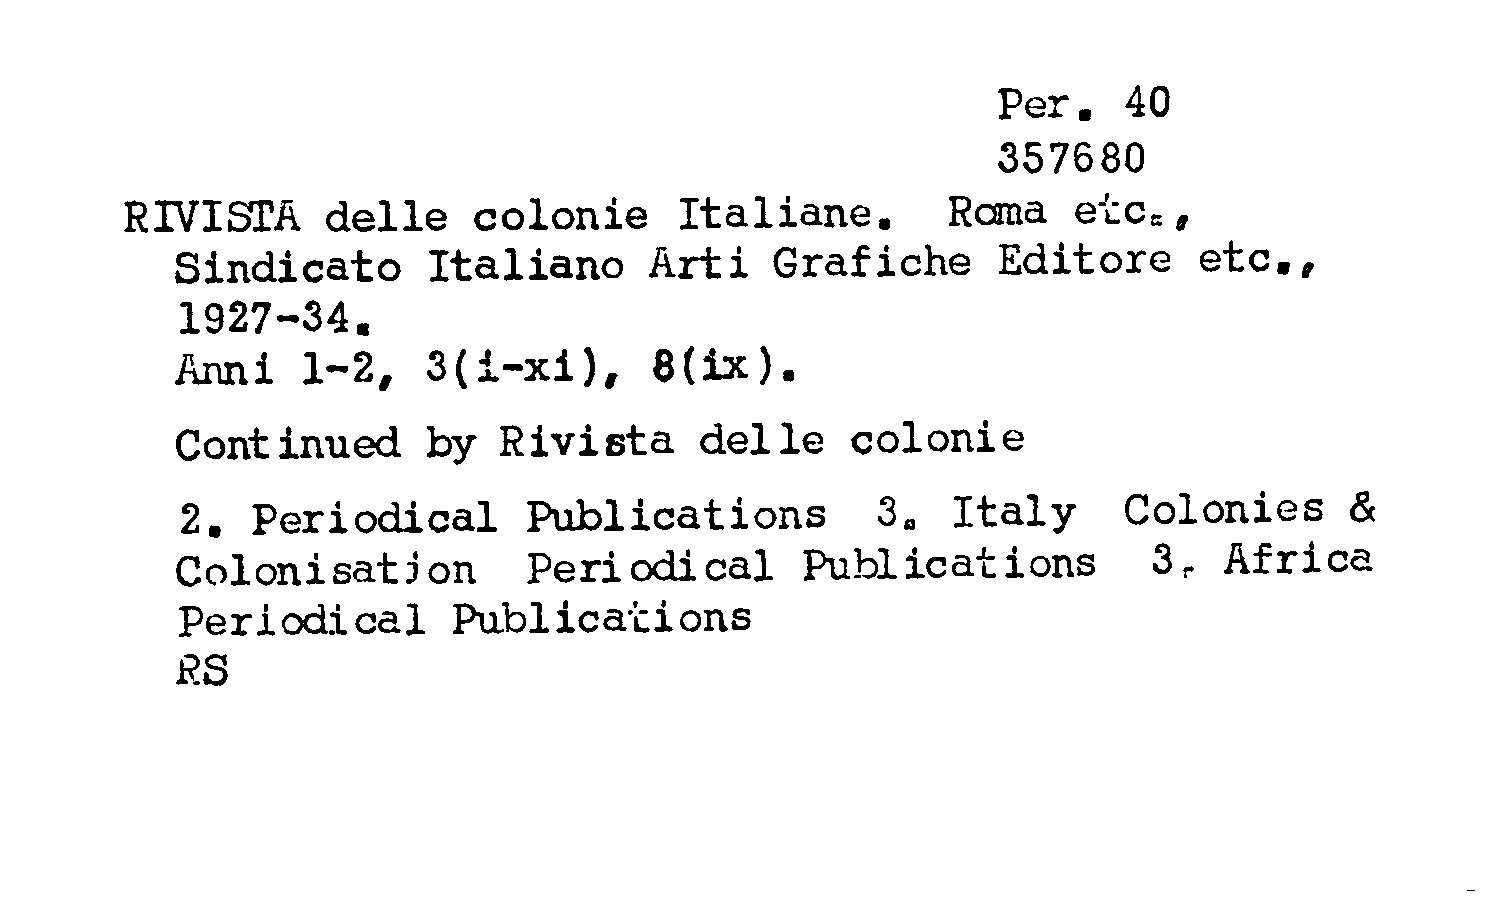 Per. 40
357680
RIVISTA delle colonie Italiane. Roma etc.,
Sindicato Italiano Arti Grafiche Editore etc.,
1927-34.
Anni 1-2, 3(i-xi), 8(ix).
Continued by Rivista delle colonie
2. Periodical Publications 3. Italy Colonies &
Colonisation Periodical Publications 3. Africa
Periodical Publications
RS